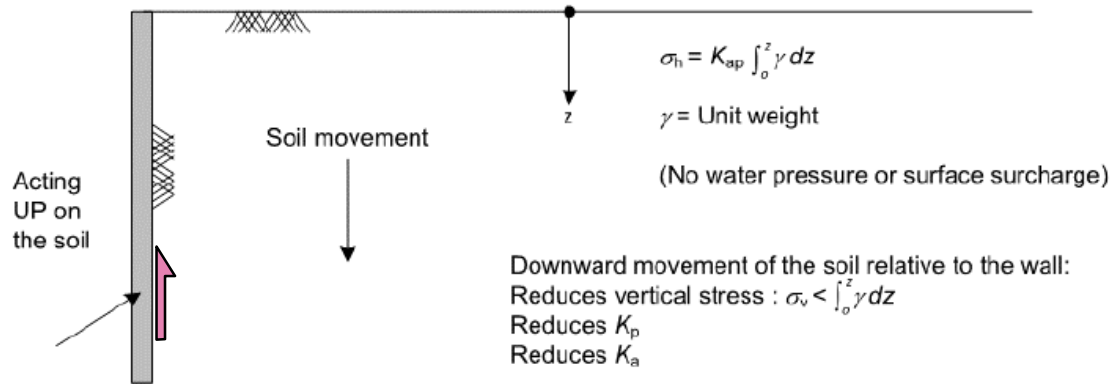 σh = Kap ∫₀ᶻ γ dz
z
γ = Unit weight
Soil movement
(No water pressure or surface surcharge)
Acting
UP on
the soil
Downward movement of the soil relative to the wall:
Reduces vertical stress : σv < ∫₀ᶻ γ dz
Reduces Kp
Reduces Ka